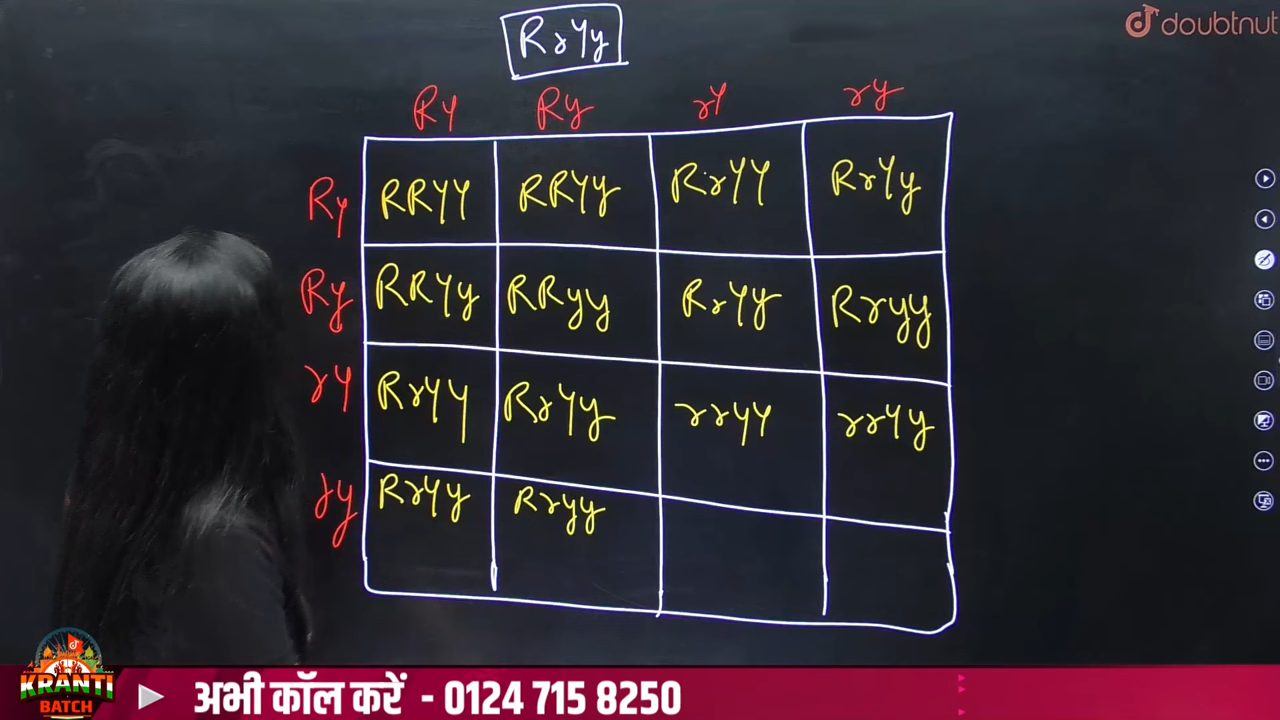 doubtnut
RrYy
RY Ry rY ry
RY RRYY RRYy RrYY RrYy
Ry RRYy RRyy RrYy Rryy
rY RrYY RrYy rrYY rrYy
ry RrYy Rryy
KRANTI
BATCH
अभी कॉल करें - 0124 715 8250